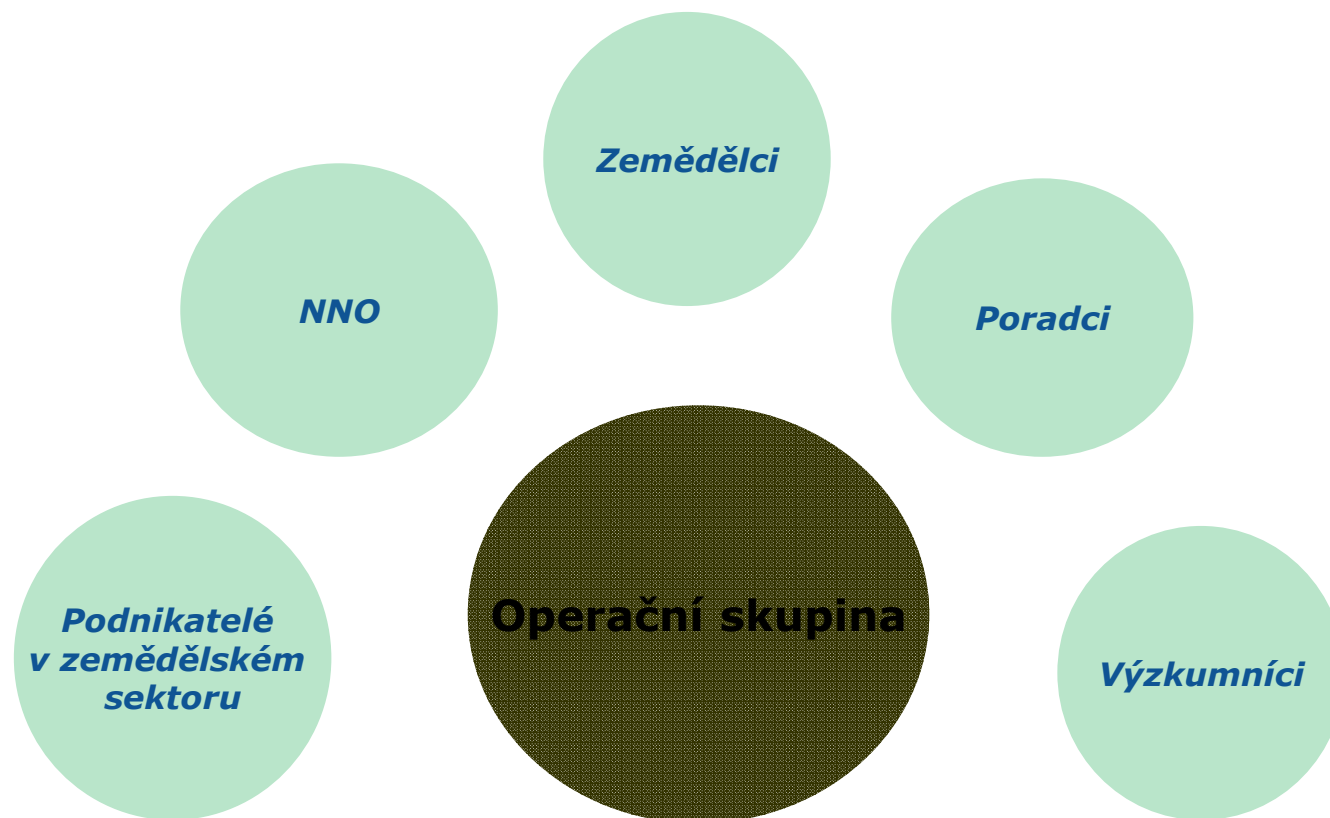 Zemědělci
NNO
Poradci
Operační skupina
Podnikatelé
v zemědělském
sektoru
Výzkumníci